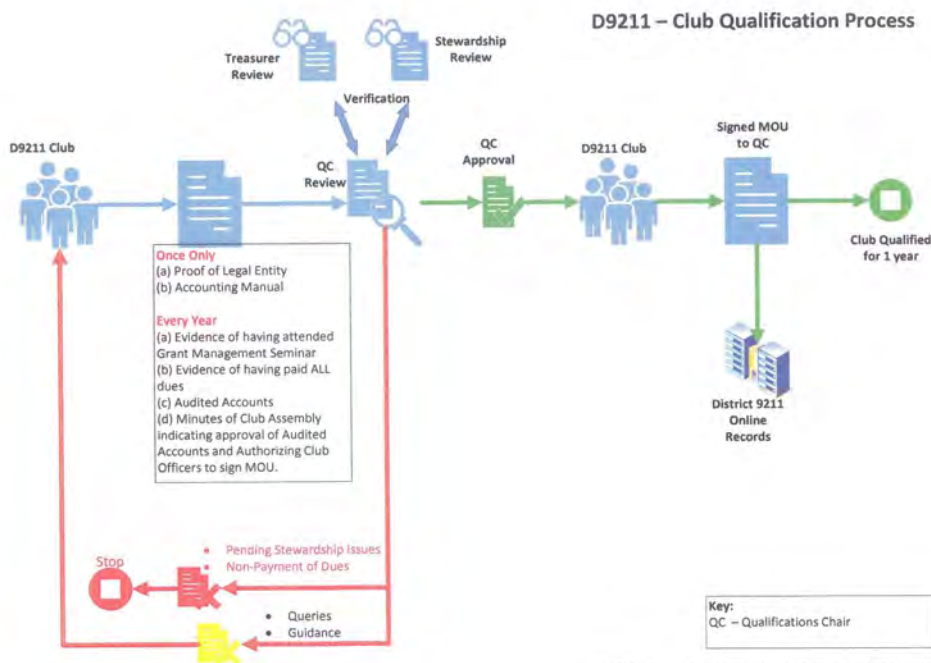 D9211 – Club Qualification Process
Treasurer
Review
Stewardship
Review
Verification
D9211 Club
QC
Review
QC
Approval
D9211 Club
Signed MOU
to QC
Club Qualified
for 1 year
Once Only
(a) Proof of Legal Entity
(b) Accounting Manual
Every Year
(a) Evidence of having attended
Grant Management Seminar
(b) Evidence of having paid ALL
dues
(c) Audited Accounts
(d) Minutes of Club Assembly
indicating approval of Audited
Accounts and Authorizing Club
Officers to sign MOU.
District 9211
Online
Records
Stop
• Pending Stewardship Issues
• Non-Payment of Dues
• Queries
• Guidance
Key:
QC – Qualifications Chair